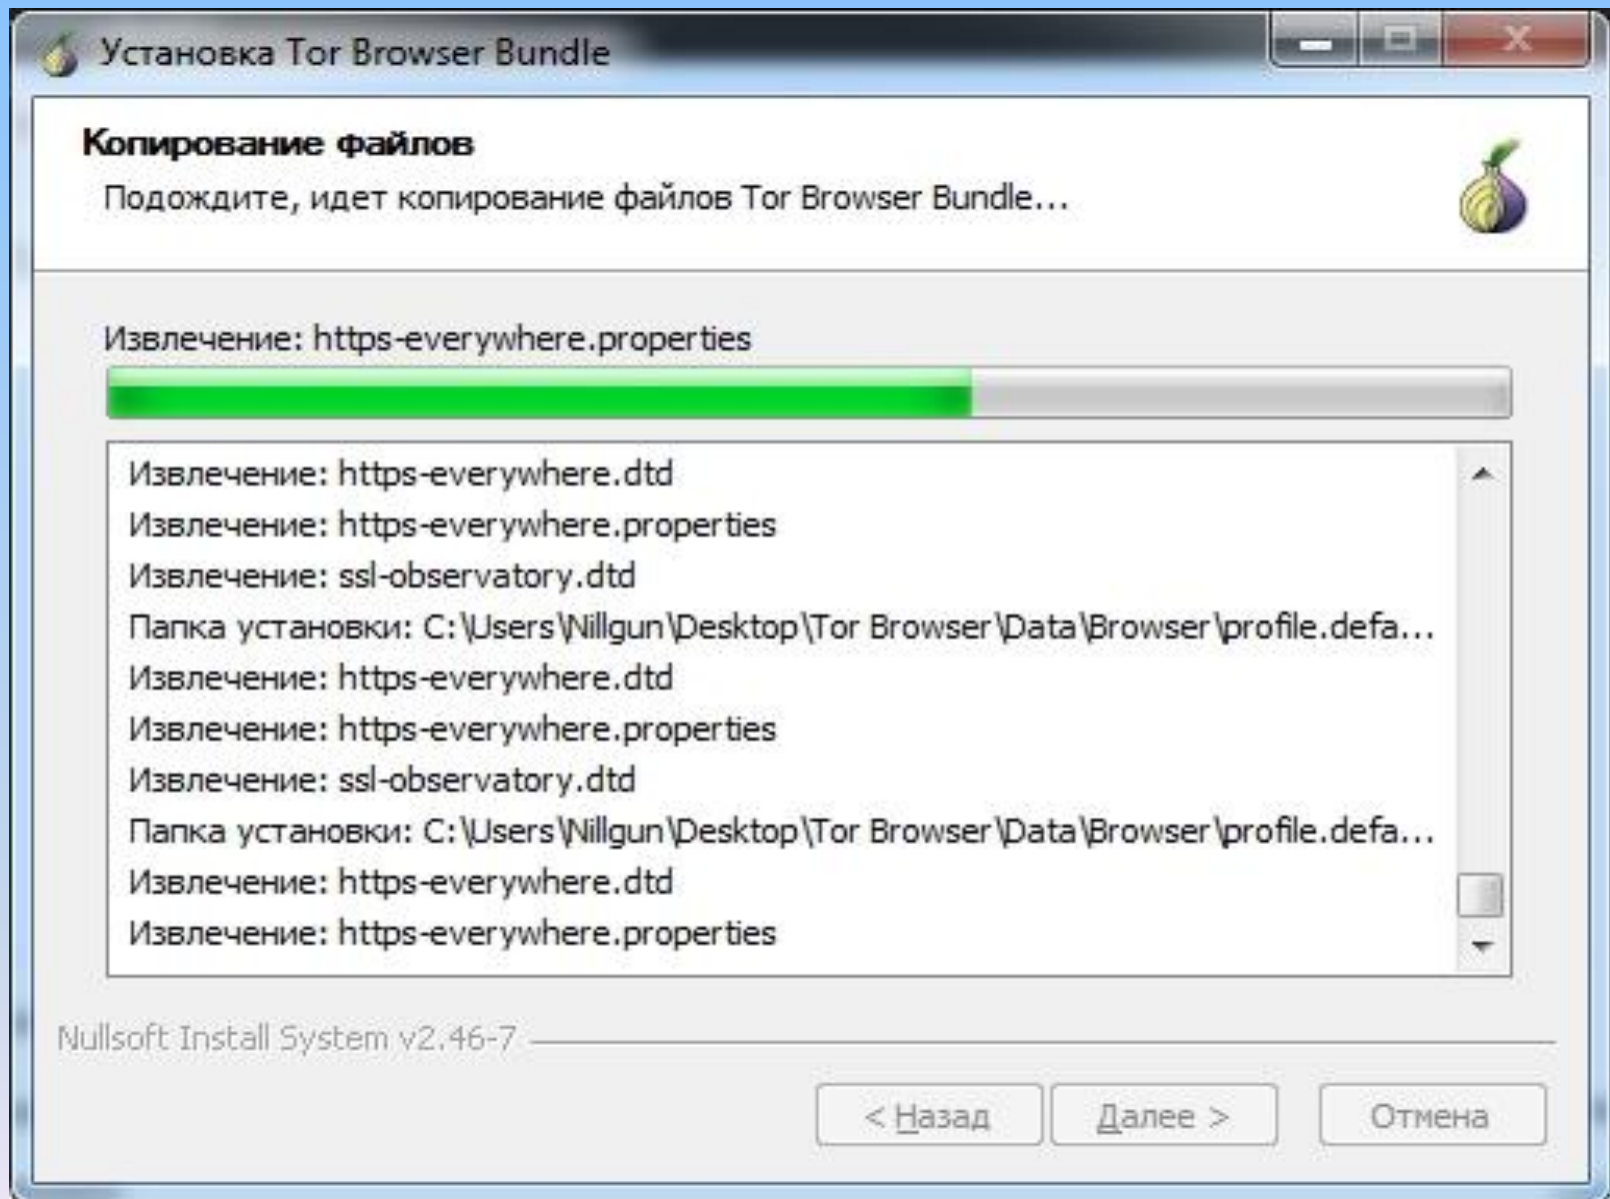 Установка Tor Browser Bundle
Копирование файлов
Подождите, идет копирование файлов Tor Browser Bundle...
Извлечение: https-everywhere.properties
Извлечение: https-everywhere.dtd
Извлечение: https-everywhere.properties
Извлечение: ssl-observatory.dtd
Папка установки: C:\Users\Nillgun\Desktop\Tor Browser\Data\Browser\profile.defa...
Извлечение: https-everywhere.dtd
Извлечение: https-everywhere.properties
Извлечение: ssl-observatory.dtd
Папка установки: C:\Users\Nillgun\Desktop\Tor Browser\Data\Browser\profile.defa...
Извлечение: https-everywhere.dtd
Извлечение: https-everywhere.properties
Nullsoft Install System v2.46-7
< Назад
Далее >
Отмена